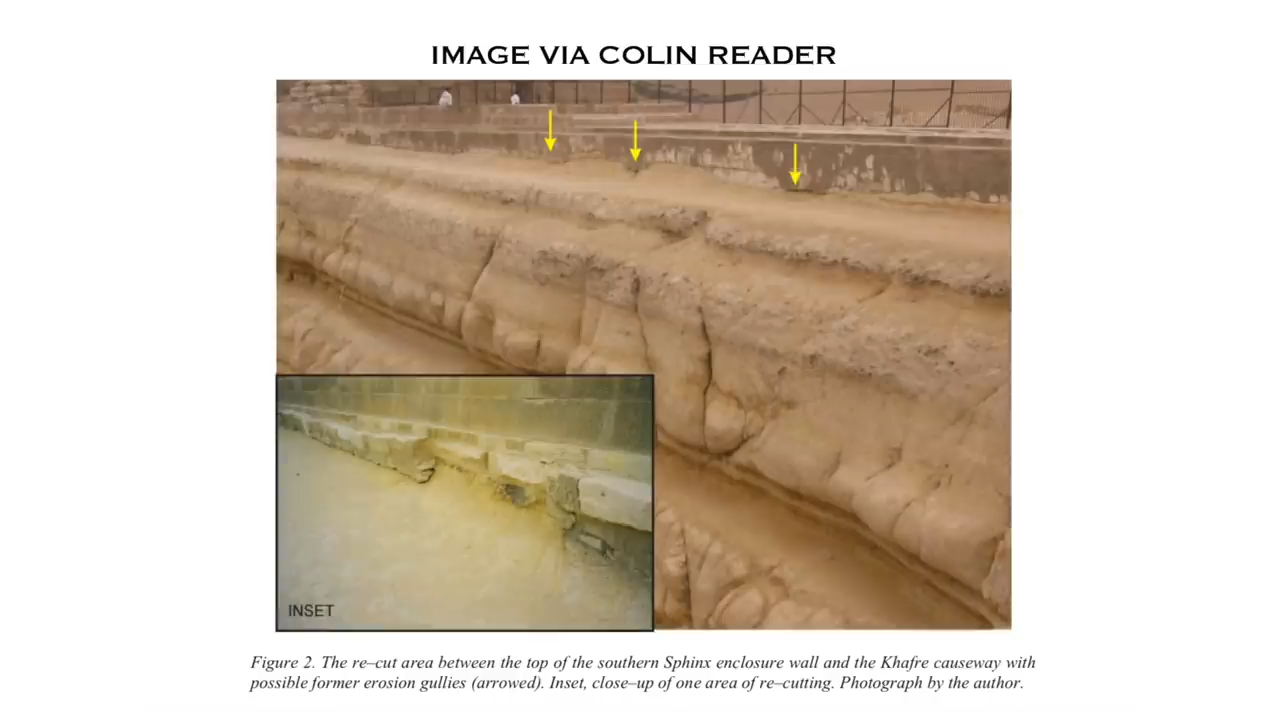 IMAGE VIA COLIN READER
INSET
Figure 2. The re–cut area between the top of the southern Sphinx enclosure wall and the Khafre causeway with
possible former erosion gullies (arrowed). Inset, close–up of one area of re–cutting. Photograph by the author.